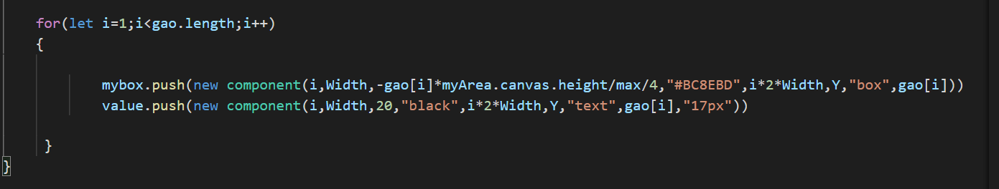 for(let i=1;i<gao.length;i++)
{
mybox.push(new component(i,Width,-gao[i]*myArea.canvas.height/max/4,"#BC8EBD",i*2*Width,Y,"box",gao[i]))
value.push(new component(i,Width,20,"black",i*2*Width,Y,"text",gao[i],"17px"))
}
}